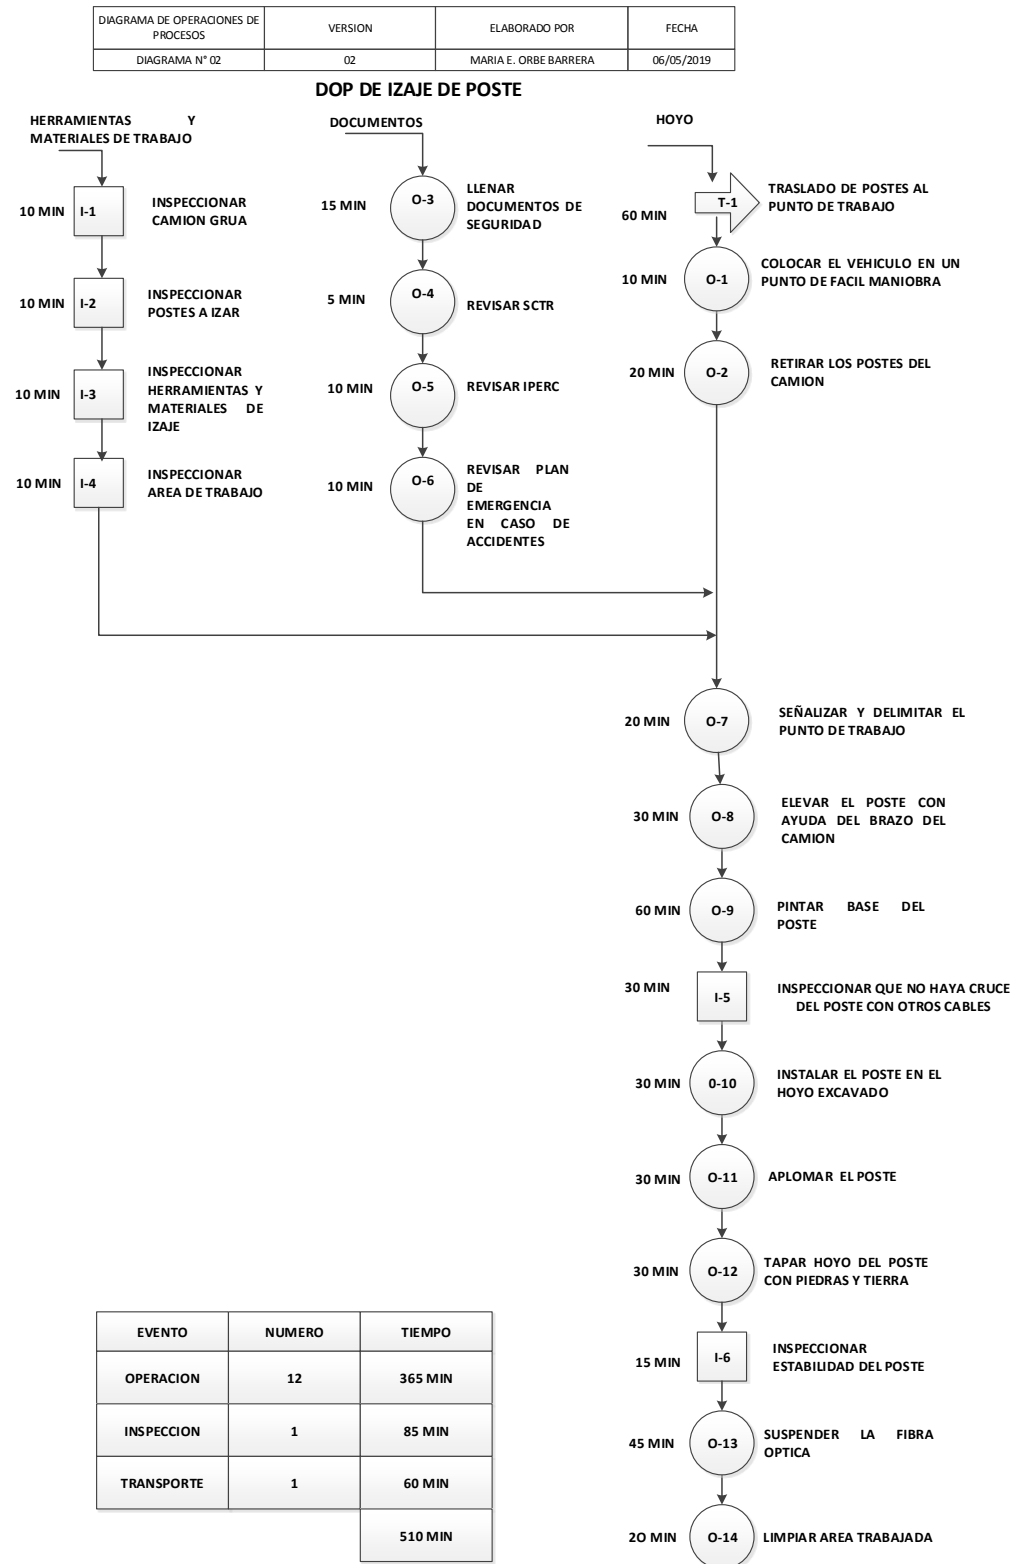 DIAGRAMA DE OPERACIONES DE PROCESOS
VERSION
ELABORADO POR
FECHA
DIAGRAMA N° 02
02
MARIA E. ORBE BARRERA
06/05/2019
DOP DE IZAJE DE POSTE
HERRAMIENTAS Y
MATERIALES DE TRABAJO
10 MIN
I-1
INSPECCIONAR
CAMION GRUA
10 MIN
I-2
INSPECCIONAR
POSTES A IZAR
10 MIN
I-3
INSPECCIONAR
HERRAMIENTAS Y
MATERIALES DE
IZAJE
10 MIN
I-4
INSPECCIONAR
AREA DE TRABAJO
DOCUMENTOS
15 MIN
O-3
LLENAR
DOCUMENTOS DE
SEGURIDAD
5 MIN
O-4
REVISAR SCTR
10 MIN
O-5
REVISAR IPERC
10 MIN
O-6
REVISAR PLAN
DE
EMERGENCIA
EN CASO DE
ACCIDENTES
HOYO
60 MIN
T-1
TRASLADO DE POSTES AL
PUNTO DE TRABAJO
10 MIN
O-1
COLOCAR EL VEHICULO EN UN
PUNTO DE FACIL MANIOBRA
20 MIN
O-2
RETIRAR LOS POSTES DEL
CAMION
20 MIN
O-7
SEÑALIZAR Y DELIMITAR EL
PUNTO DE TRABAJO
30 MIN
O-8
ELEVAR EL POSTE CON
AYUDA DEL BRAZO DEL
CAMION
60 MIN
O-9
PINTAR BASE DEL
POSTE
30 MIN
I-5
INSPECCIONAR QUE NO HAYA CRUCE
DEL POSTE CON OTROS CABLES
30 MIN
0-10
INSTALAR EL POSTE EN EL
HOYO EXCAVADO
30 MIN
O-11
APLOMAR EL POSTE
30 MIN
O-12
TAPAR HOYO DEL POSTE
CON PIEDRAS Y TIERRA
15 MIN
I-6
INSPECCIONAR
ESTABILIDAD DEL POSTE
45 MIN
O-13
SUSPENDER LA FIBRA
OPTICA
2O MIN
O-14
LIMPIAR AREA TRABAJADA
EVENTO NUMERO TIEMPO
OPERACION 12 365 MIN
INSPECCION 1 85 MIN
TRANSPORTE 1 60 MIN
510 MIN